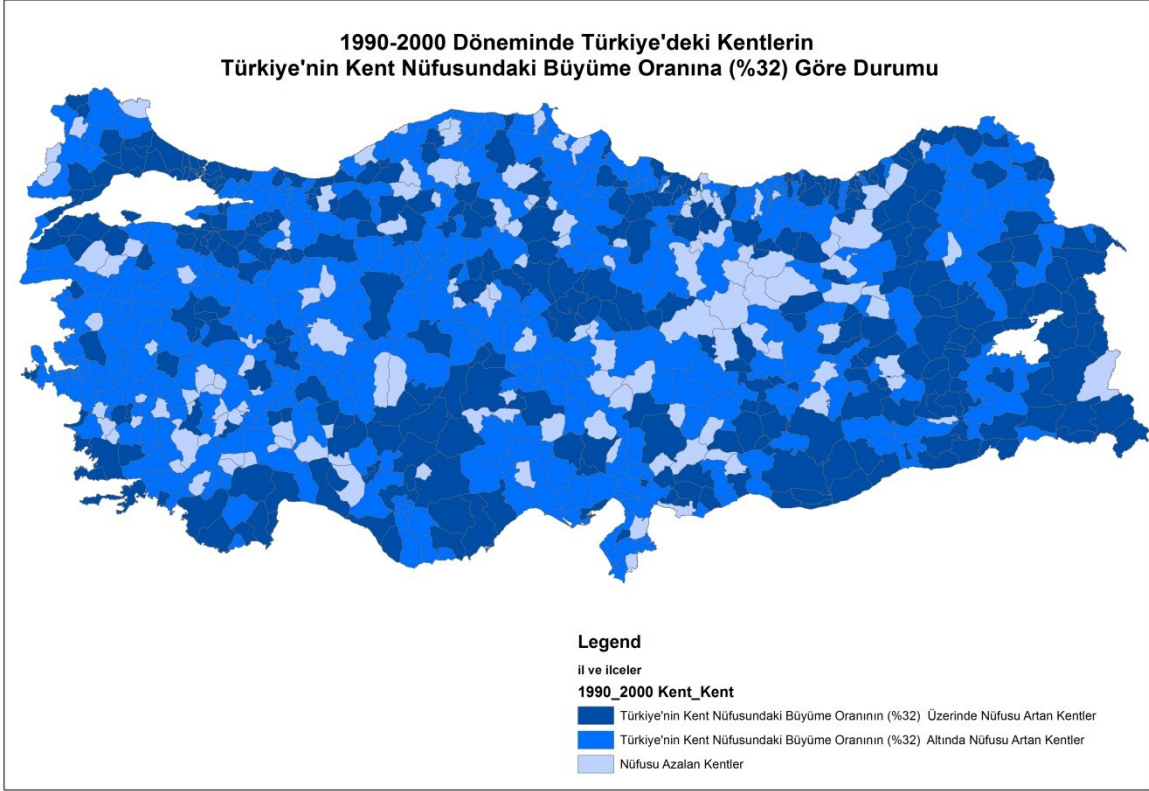 1990-2000 Döneminde Türkiye'deki Kentlerin
Türkiye'nin Kent Nüfusundaki Büyüme Oranına (%32) Göre Durumu
Legend
il ve ilceler
1990_2000 Kent_Kent
Türkiye'nin Kent Nüfusundaki Büyüme Oranının (%32) Üzerinde Nüfusu Artan Kentler
Türkiye'nin Kent Nüfusundaki Büyüme Oranının (%32) Altında Nüfusu Artan Kentler
Nüfusu Azalan Kentler